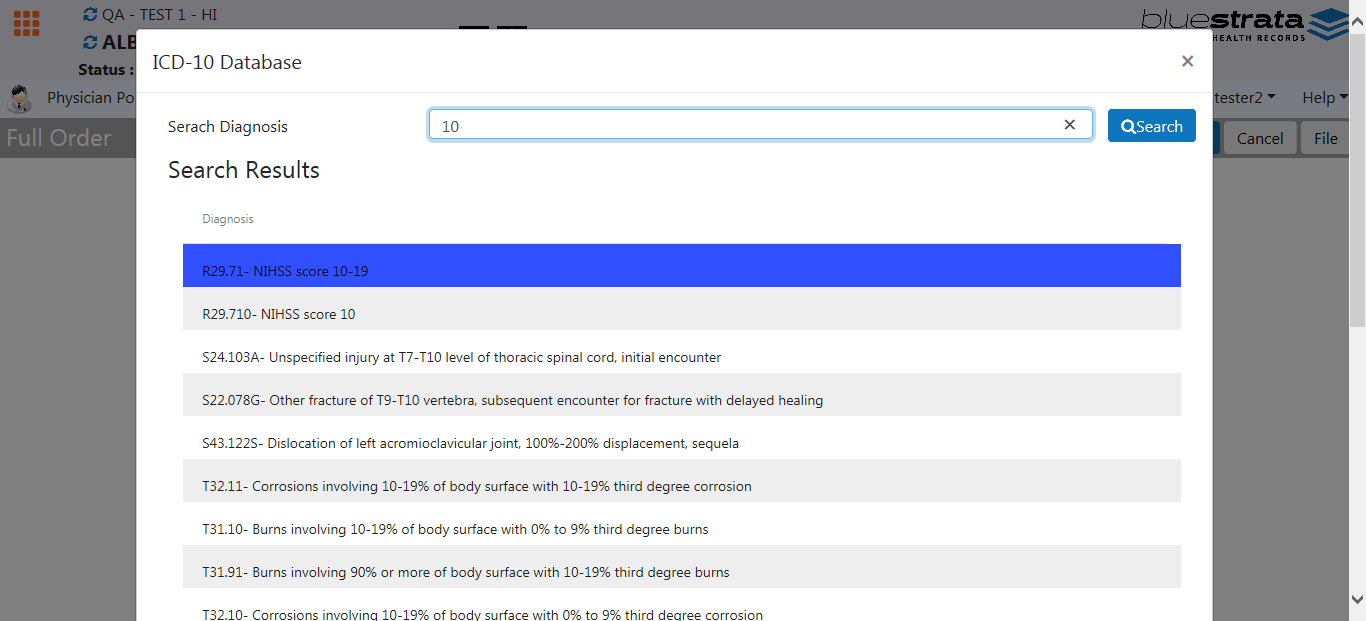 QA - TEST 1 - HI
ALB
Status :
bluestrata
HEALTH RECORDS
Physician Po
tester2
Help
Full Order
Cancel
File
ICD-10 Database
×
Serach Diagnosis
10
×
Search
Search Results
Diagnosis
R29.71- NIHSS score 10-19
R29.710- NIHSS score 10
S24.103A- Unspecified injury at T7-T10 level of thoracic spinal cord, initial encounter
S22.078G- Other fracture of T9-T10 vertebra, subsequent encounter for fracture with delayed healing
S43.122S- Dislocation of left acromioclavicular joint, 100%-200% displacement, sequela
T32.11- Corrosions involving 10-19% of body surface with 10-19% third degree corrosion
T31.10- Burns involving 10-19% of body surface with 0% to 9% third degree burns
T31.91- Burns involving 90% or more of body surface with 10-19% third degree burns
T32.10- Corrosions involving 10-19% of body surface with 0% to 9% third degree corrosion